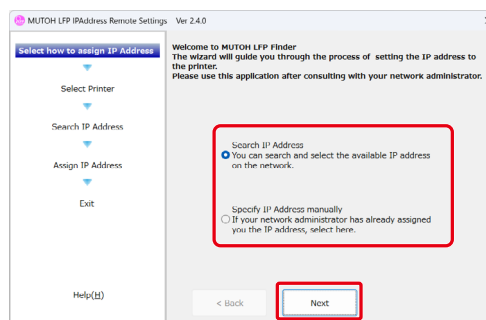 MUTOH LFP IPAddress Remote Settings Ver 2.4.0
Select how to assign IP Address
Select Printer
Search IP Address
Assign IP Address
Exit
Help(H)
Welcome to MUTOH LFP Finder
The wizard will guide you through the process of setting the IP address to
the printer.
Please use this application after consulting with your network administrator.
Search IP Address
You can search and select the available IP address
on the network.
Specify IP Address manually
If your network administrator has already assigned
you the IP address, select here.
< Back
Next